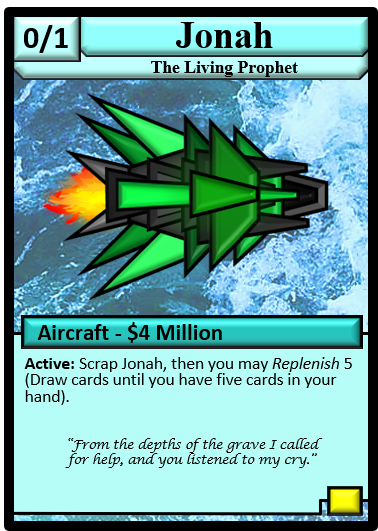 0/1
Jonah
The Living Prophet
Aircraft - $4 Million
Active: Scrap Jonah, then you may Replenish 5
(Draw cards until you have five cards in your
hand).
"From the depths of the grave I called
for help, and you listened to my cry."